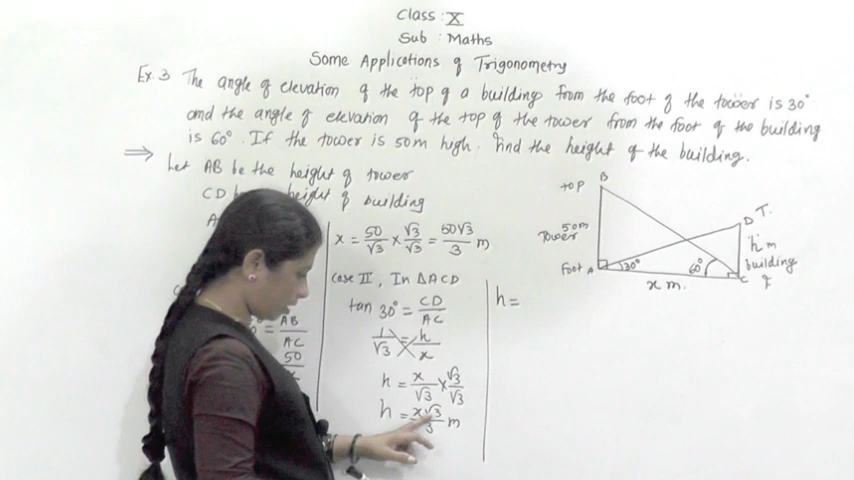 Class: X
Sub : Maths
Some Applications of Trigonometry
Ex.3 The angle of elevation of the top of a building from the foot of the tower is 30°
and the angle of elevation of the top of the tower from the foot of the building
is 60°. If the tower is 50m high. Find the height of the building.
⟹ Let AB be the height of tower
CD height of building
A
AB
AC
50
x = 50/√3 × √3/√3 = 50√3/3 m
Case II, In ΔACD
tan 30° = CD/AC
1/√3 = h/x
h = x/√3 × √3/√3
h = x√3/3 m
h =
B
top
50m
Tower
Foot A
30°
60°
x m.
D T.
h m
building
C
f